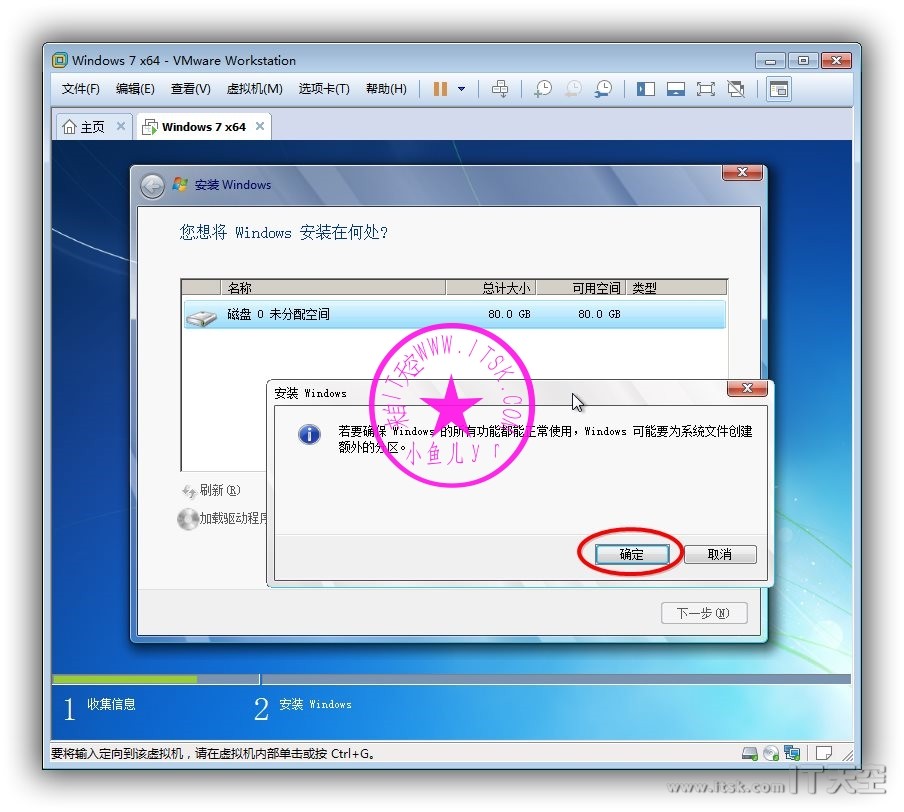 Windows 7 x64 - VMware Workstation
文件(F) 编辑(E) 查看(V) 虚拟机(M) 选项卡(T) 帮助(H)
主页 Windows 7 x64
安装 Windows
您想将 Windows 安装在何处?
名称 总计大小 可用空间 类型
磁盘 0 未分配空间 80.0 GB 80.0 GB
来自IT天空WWW.ITSK.COM
小鱼儿yr
安装 Windows
若要确保 Windows 的所有功能都能正常使用，Windows 可能要为系统文件创建
额外的分区。
刷新(R)
加载驱动程序
确定 取消
下一步(N)
1 收集信息 2 安装 Windows
要将输入定向到该虚拟机，请在虚拟机内部单击或按 Ctrl+G。
www.itsk.com IT天空